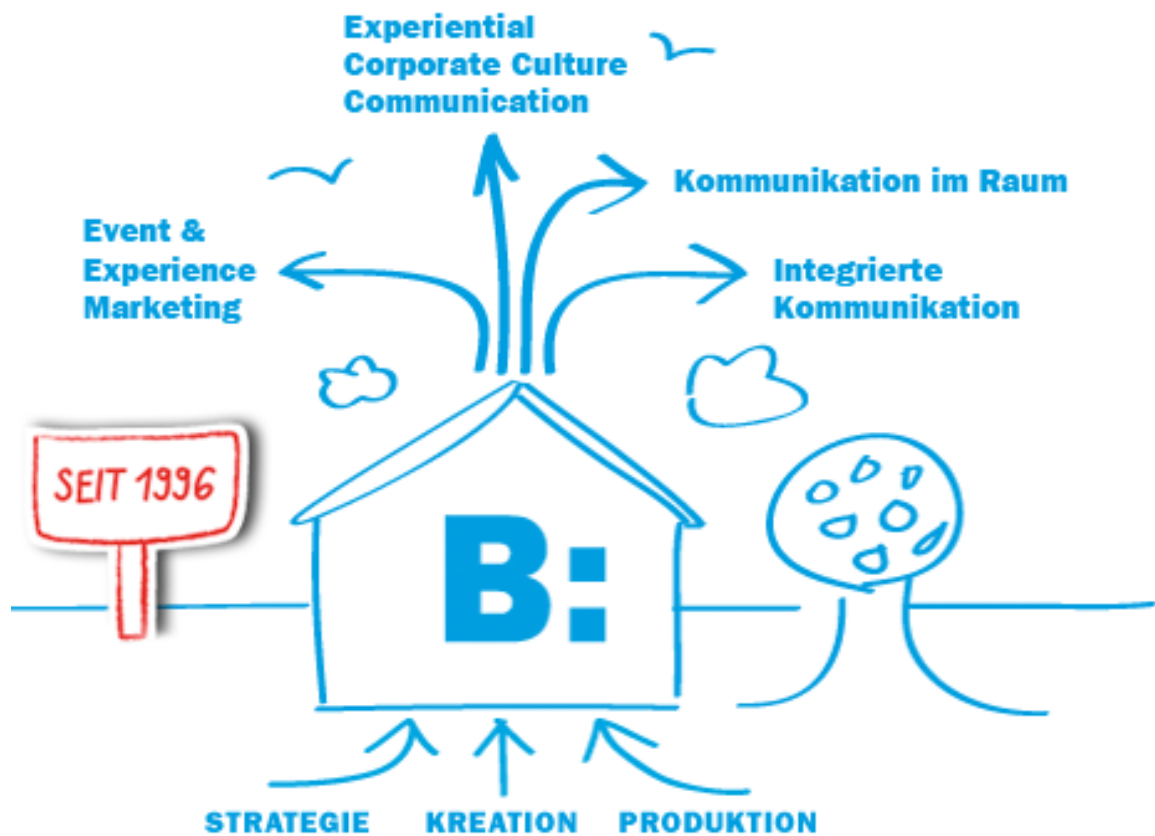 Experiential
Corporate Culture
Communication
Kommunikation im Raum
Event &
Experience
Marketing
Integrierte
Kommunikation
SEIT 1996
B:
STRATEGIE KREATION PRODUKTION